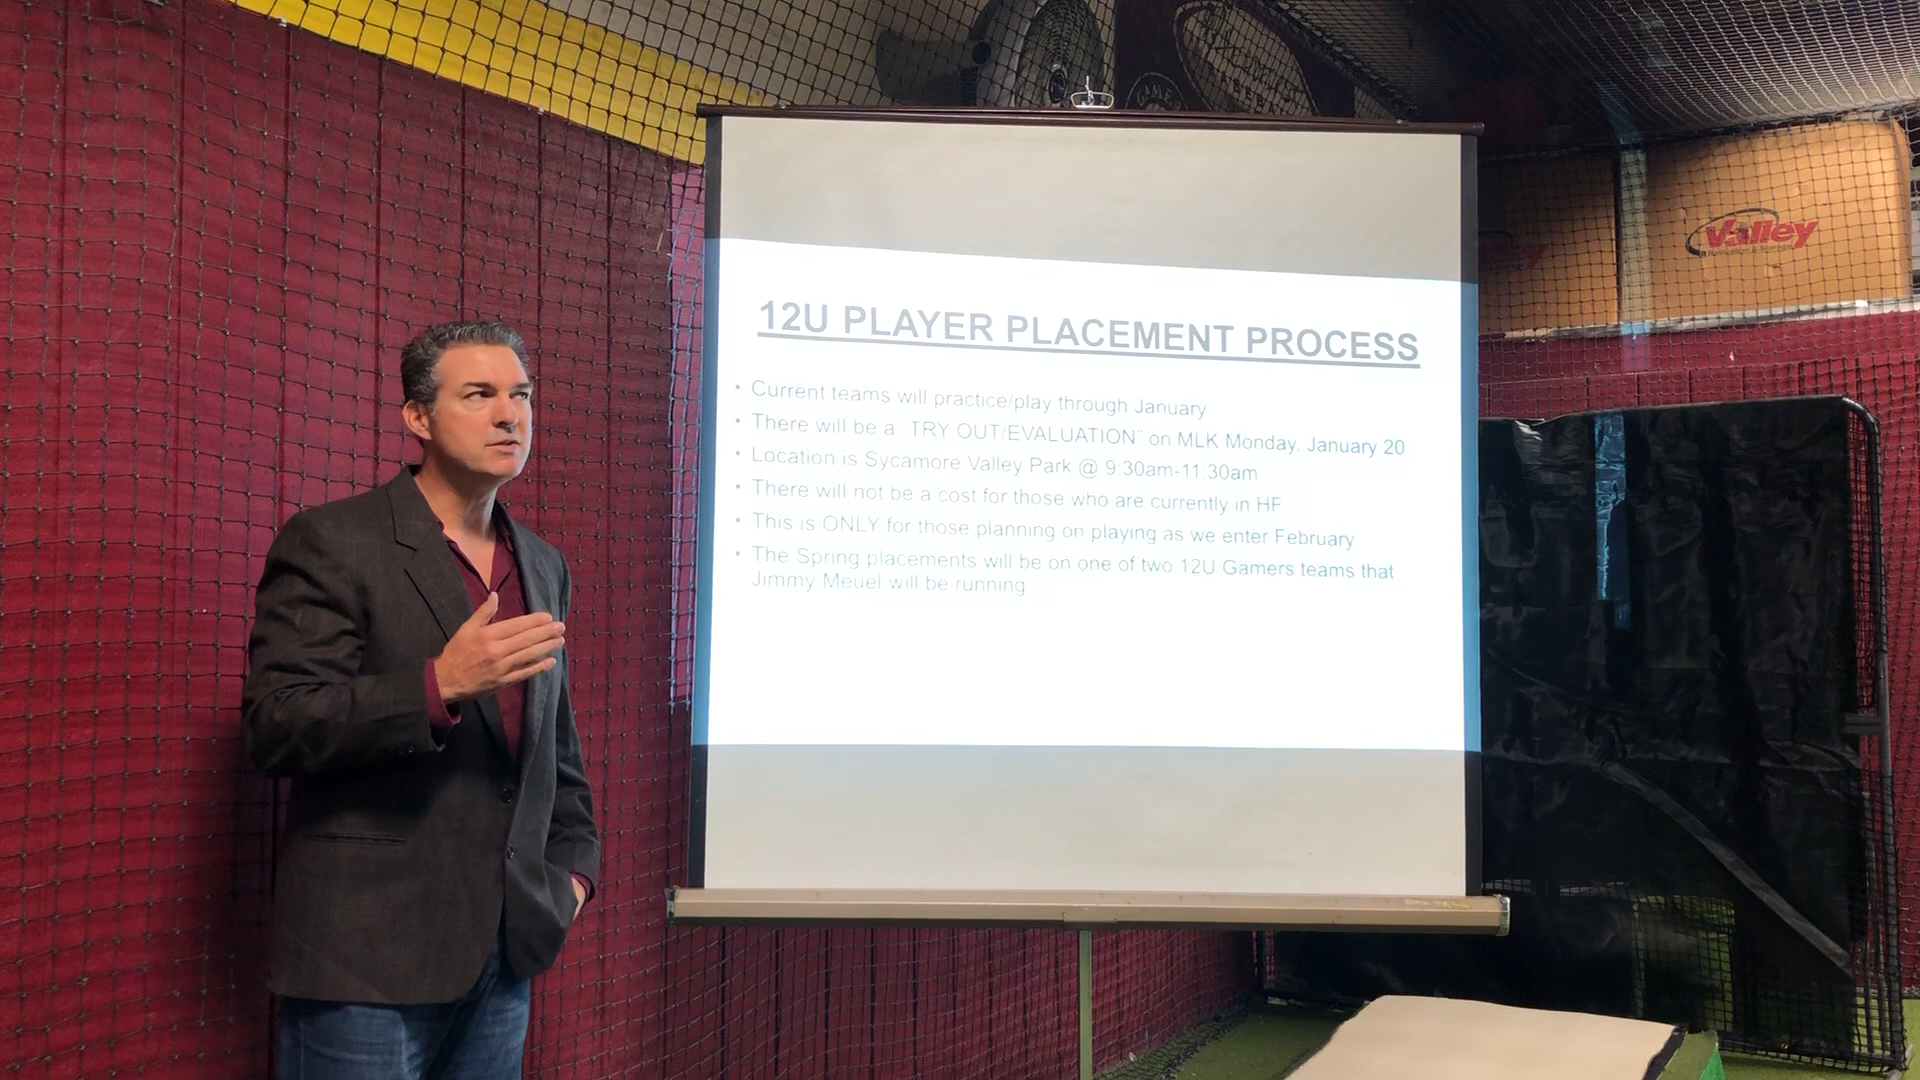 GAMERS
Valley
12U PLAYER PLACEMENT PROCESS
• Current teams will practice/play through January
• There will be a "TRY OUT/EVALUATION" on MLK Monday, January 20
• Location is Sycamore Valley Park @ 9:30am-11:30am
• There will not be a cost for those who are currently in HF
• This is ONLY for those planning on playing as we enter February
• The Spring placements will be on one of two 12U Gamers teams that
Jimmy Meuel will be running